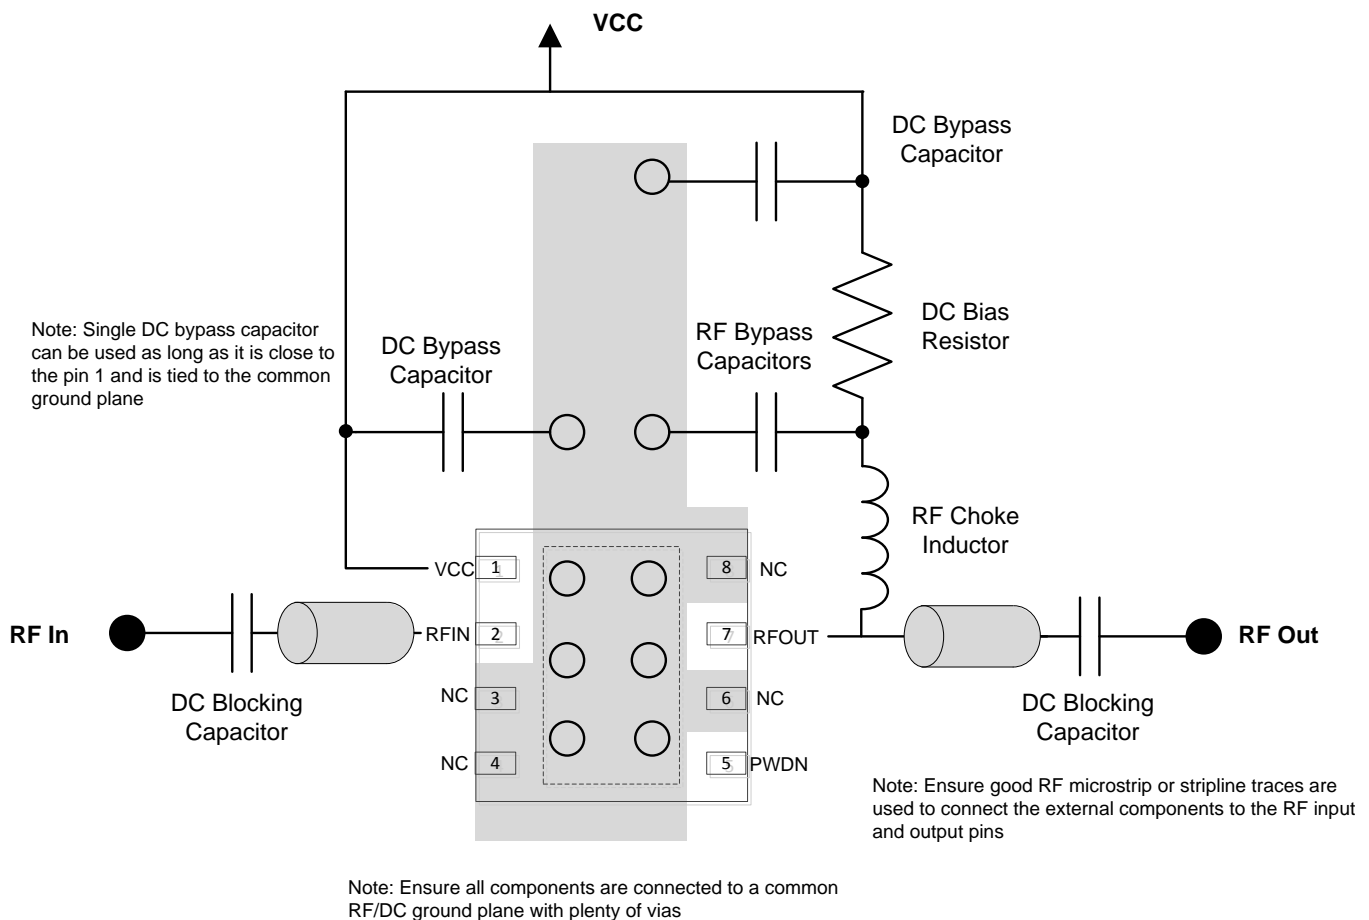 VCC
DC Bypass
Capacitor
DC Bias
Resistor
Note: Single DC bypass capacitor
can be used as long as it is close to
the pin 1 and is tied to the common
ground plane
DC Bypass
Capacitor
RF Bypass
Capacitors
RF Choke
Inductor
VCC 1
8 NC
RF In
RFIN 2
7 RFOUT
RF Out
NC 3
6 NC
DC Blocking
Capacitor
DC Blocking
Capacitor
NC 4
5 PWDN
Note: Ensure good RF microstrip or stripline traces are
used to connect the external components to the RF input
and output pins
Note: Ensure all components are connected to a common
RF/DC ground plane with plenty of vias